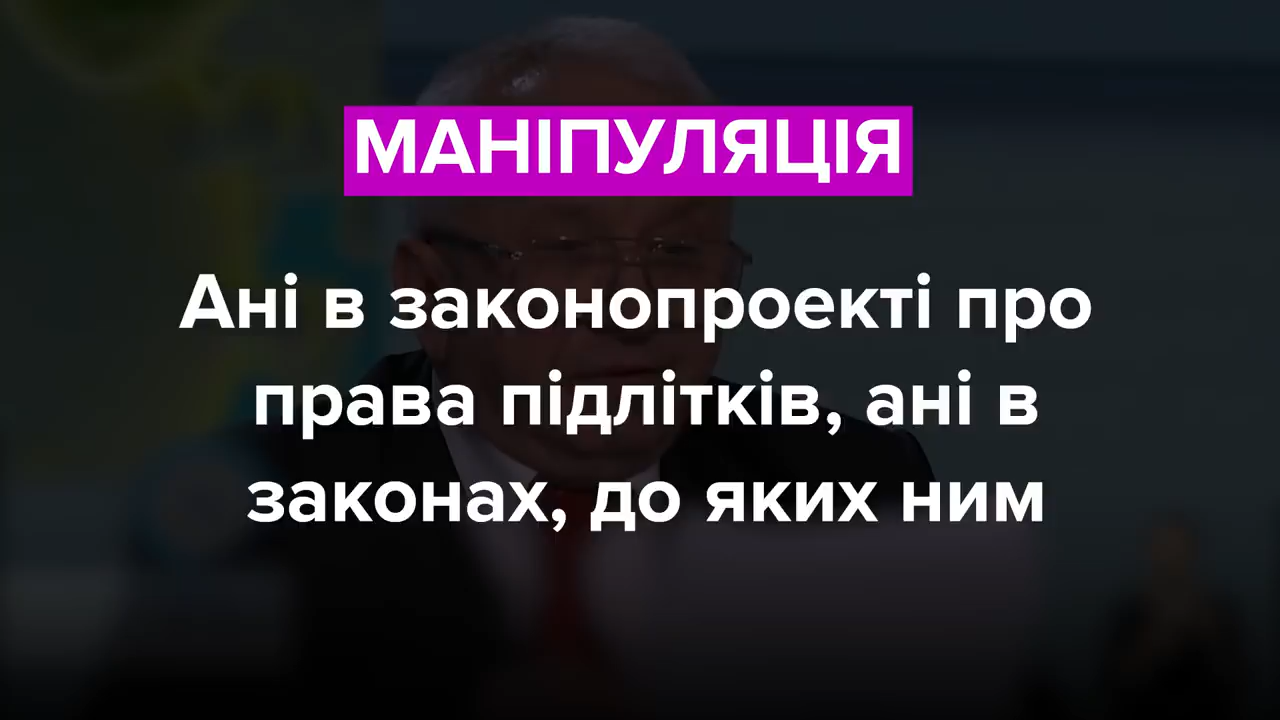 МАНІПУЛЯЦІЯ
Ані в законопроекті про
права підлітків, ані в
законах, до яких ним